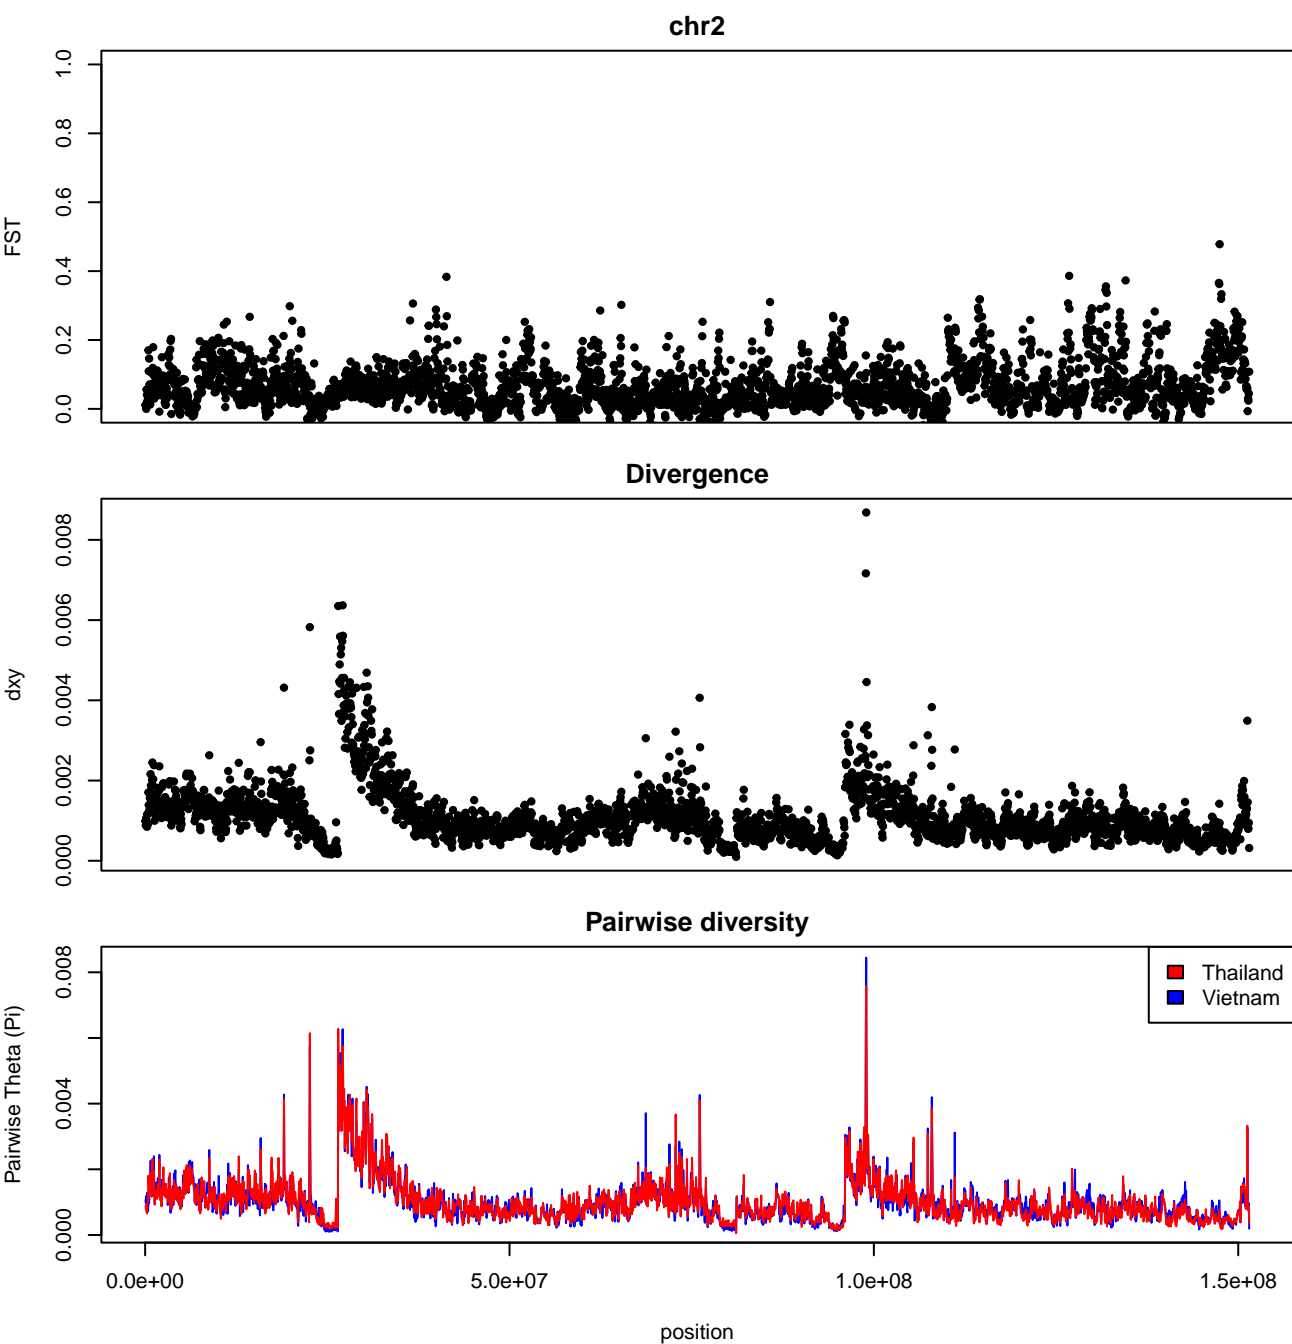 chr2
FST
1.0
0.8
0.6
0.4
0.2
0.0
Divergence
dxy
0.008
0.006
0.004
0.002
0.000
Pairwise diversity
Pairwise Theta (Pi)
0.008
0.004
0.000
Thailand
Vietnam
0.0e+00
5.0e+07
1.0e+08
1.5e+08
position